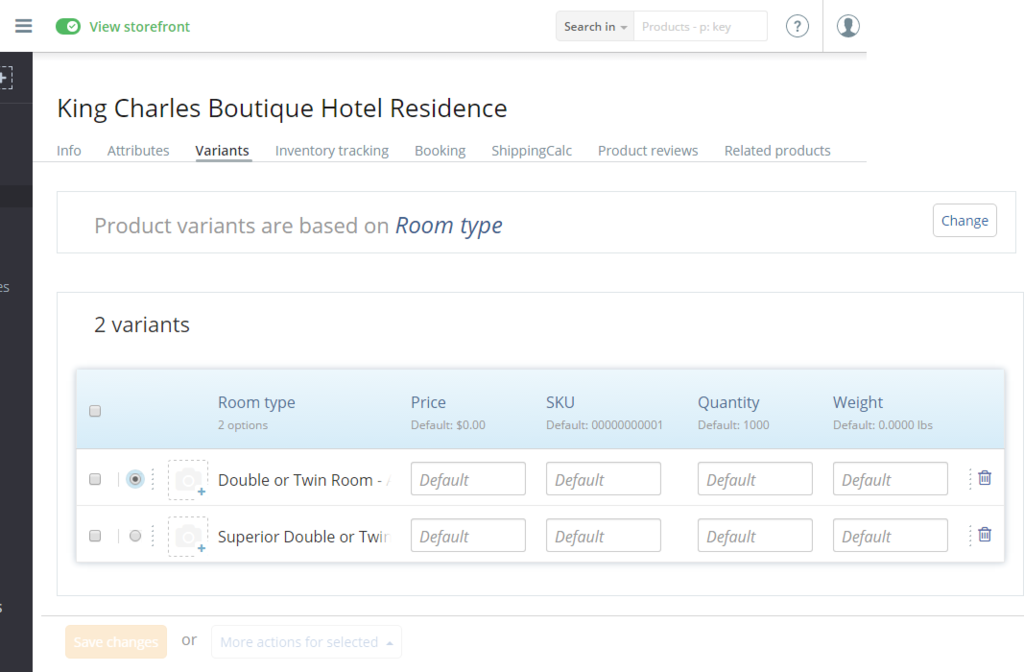 View storefront
Search in
Products - p: key
?
King Charles Boutique Hotel Residence
Info Attributes Variants Inventory tracking Booking ShippingCalc Product reviews Related products
Product variants are based on Room type
Change
es
2 variants
Room type Price SKU Quantity Weight
2 options Default: $0.00 Default: 00000000001 Default: 1000 Default: 0.0000 lbs
Double or Twin Room - Default Default Default Default
Superior Double or Twin Default Default Default Default
s
Save changes or More actions for selected